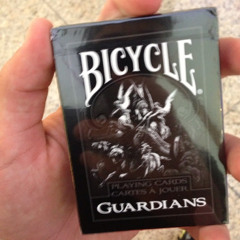 BICYCLE®
PLAYING CARDS
CARTES À JOUER
GUARDIANS